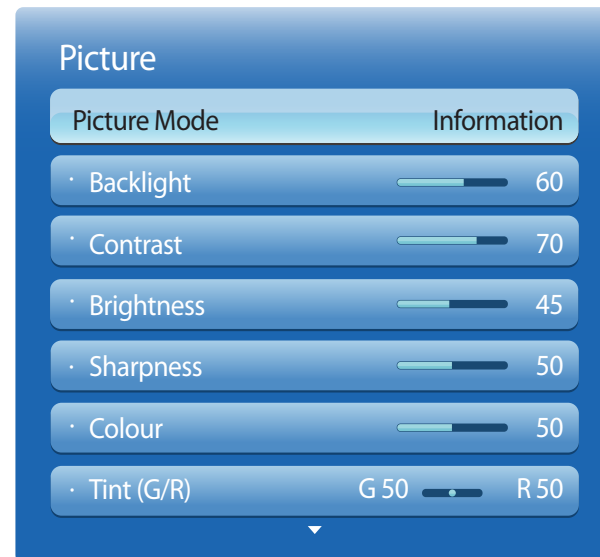 Picture
Picture Mode Information
· Backlight 60
· Contrast 70
· Brightness 45
· Sharpness 50
· Colour 50
· Tint (G/R) G 50 R 50